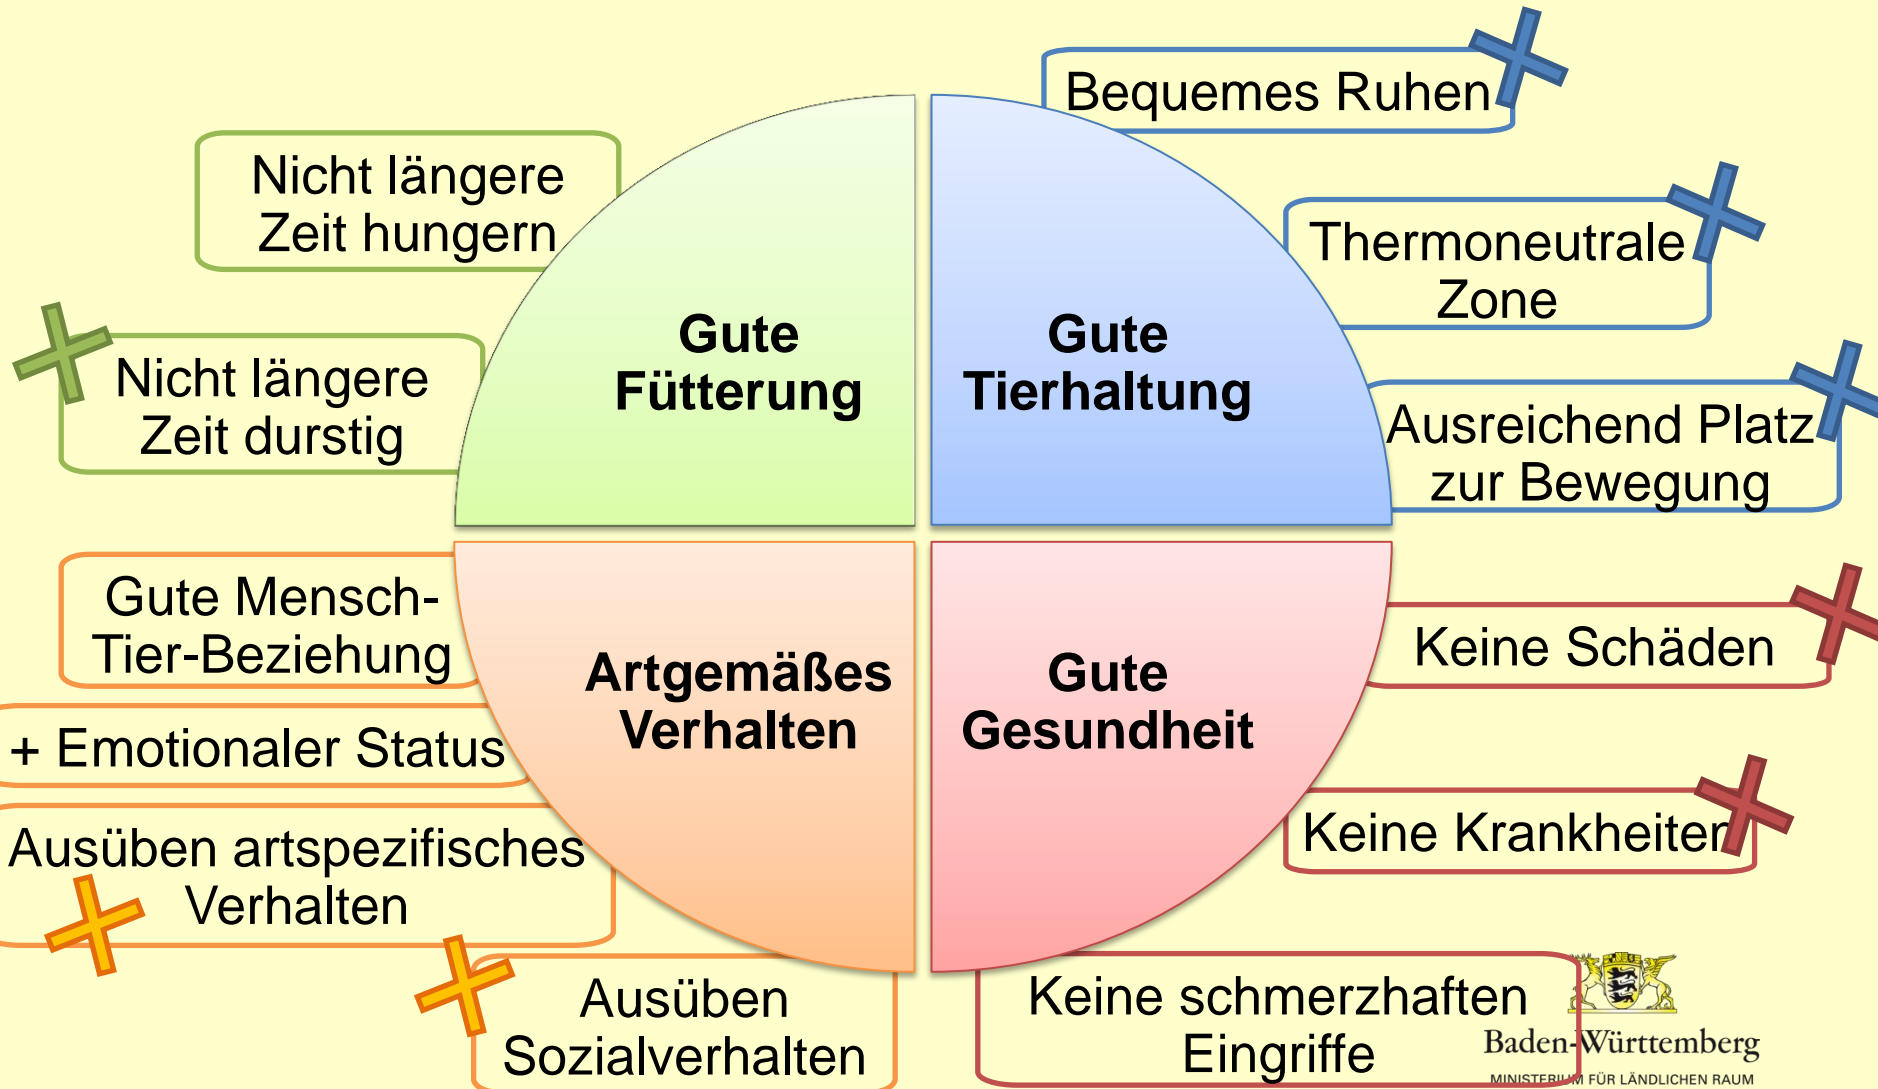 Bequemes Ruhen
Nicht längere
Zeit hungern
Thermoneutrale
Zone
Gute
Fütterung
Gute
Tierhaltung
Nicht längere
Zeit durstig
Ausreichend Platz
zur Bewegung
Gute Mensch-
Tier-Beziehung
Keine Schäden
Artgemäßes
Verhalten
Gute
Gesundheit
+ Emotionaler Status
Ausüben artspezifisches
Verhalten
Keine Krankheiten
Ausüben
Sozialverhalten
Keine schmerzhaften
Eingriffe
Baden-Württemberg
MINISTERIUM FÜR LÄNDLICHEN RAUM